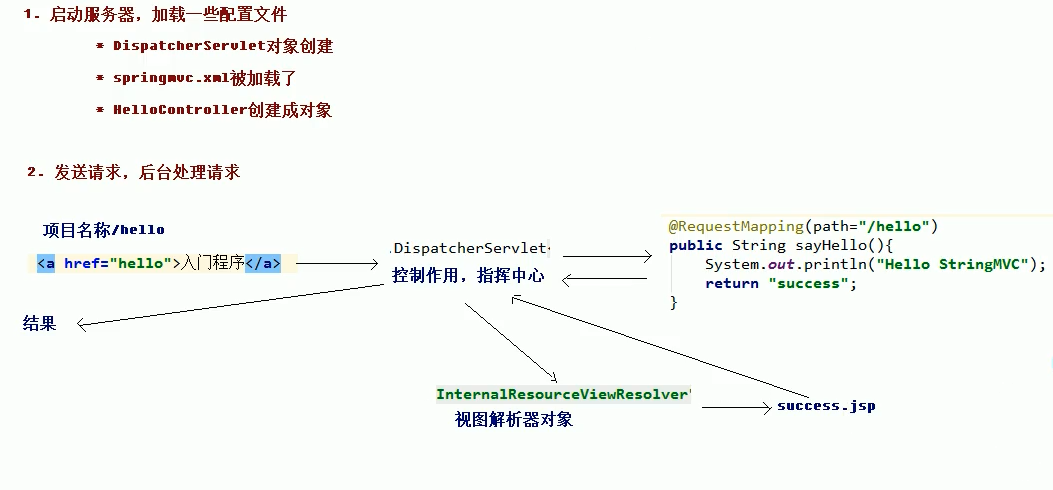 1. 启动服务器，加载一些配置文件
* DispatcherServlet对象创建
* springmvc.xml被加载了
* HelloController创建成对象
2. 发送请求，后台处理请求
项目名称/hello
<a href="hello">入门程序</a>
.DispatcherServlet
控制作用，指挥中心
@RequestMapping(path="/hello")
public String sayHello(){
System.out.println("Hello StringMVC");
return "success";
}
结果
InternalResourceViewResolver"
视图解析器对象
success.jsp